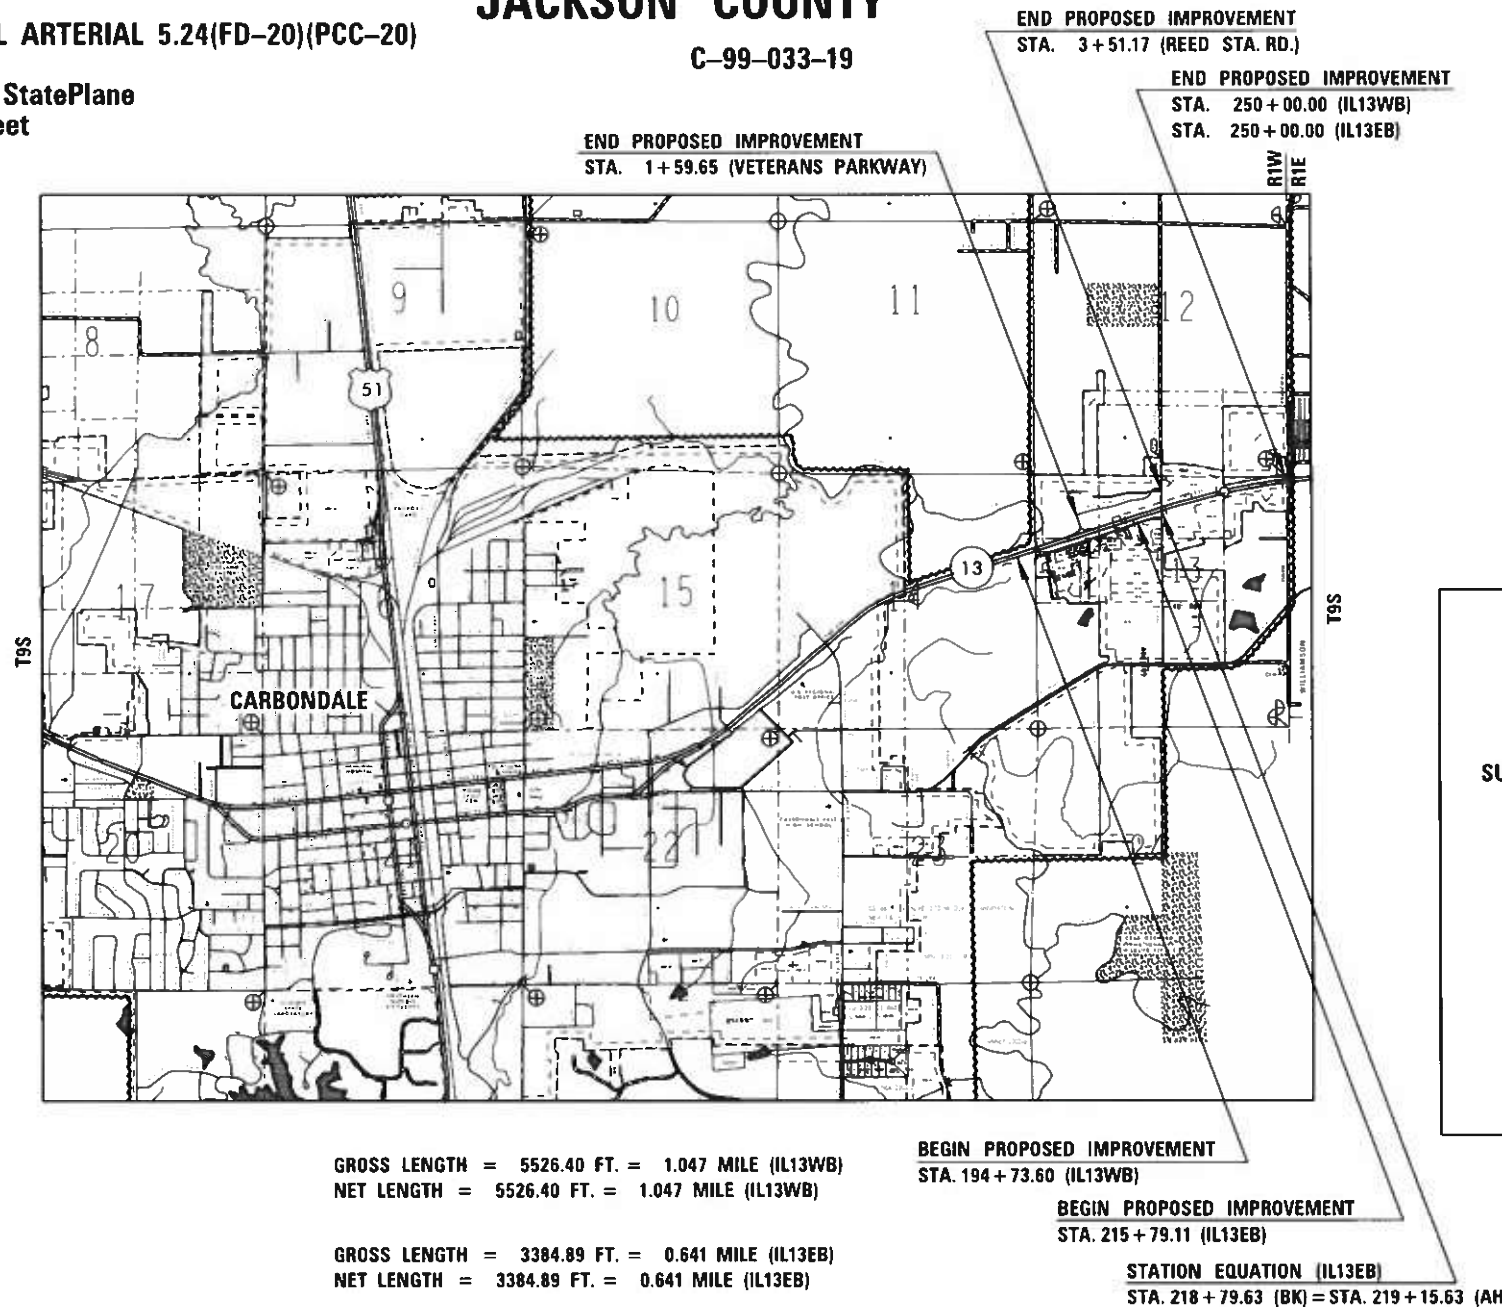 JACKSON COUNTY
L ARTERIAL 5.24(FD–20)(PCC–20)
C–99–033–19
StatePlane
eet
END PROPOSED IMPROVEMENT
STA. 3+51.17 (REED STA. RD.)
END PROPOSED IMPROVEMENT
STA. 250+00.00 (IL13WB)
STA. 250+00.00 (IL13EB)
END PROPOSED IMPROVEMENT
STA. 1+59.65 (VETERANS PARKWAY)
R1W
R1E
8
9
10
11
12
51
17
15
13
13
T9S
T9S
CARBONDALE
WILLIAMSON
20
22
23
SU
GROSS LENGTH = 5526.40 FT. = 1.047 MILE (IL13WB)
NET LENGTH = 5526.40 FT. = 1.047 MILE (IL13WB)
GROSS LENGTH = 3384.89 FT. = 0.641 MILE (IL13EB)
NET LENGTH = 3384.89 FT. = 0.641 MILE (IL13EB)
BEGIN PROPOSED IMPROVEMENT
STA. 194+73.60 (IL13WB)
BEGIN PROPOSED IMPROVEMENT
STA. 215+79.11 (IL13EB)
STATION EQUATION (IL13EB)
STA. 218+79.63 (BK) = STA. 219+15.63 (AH